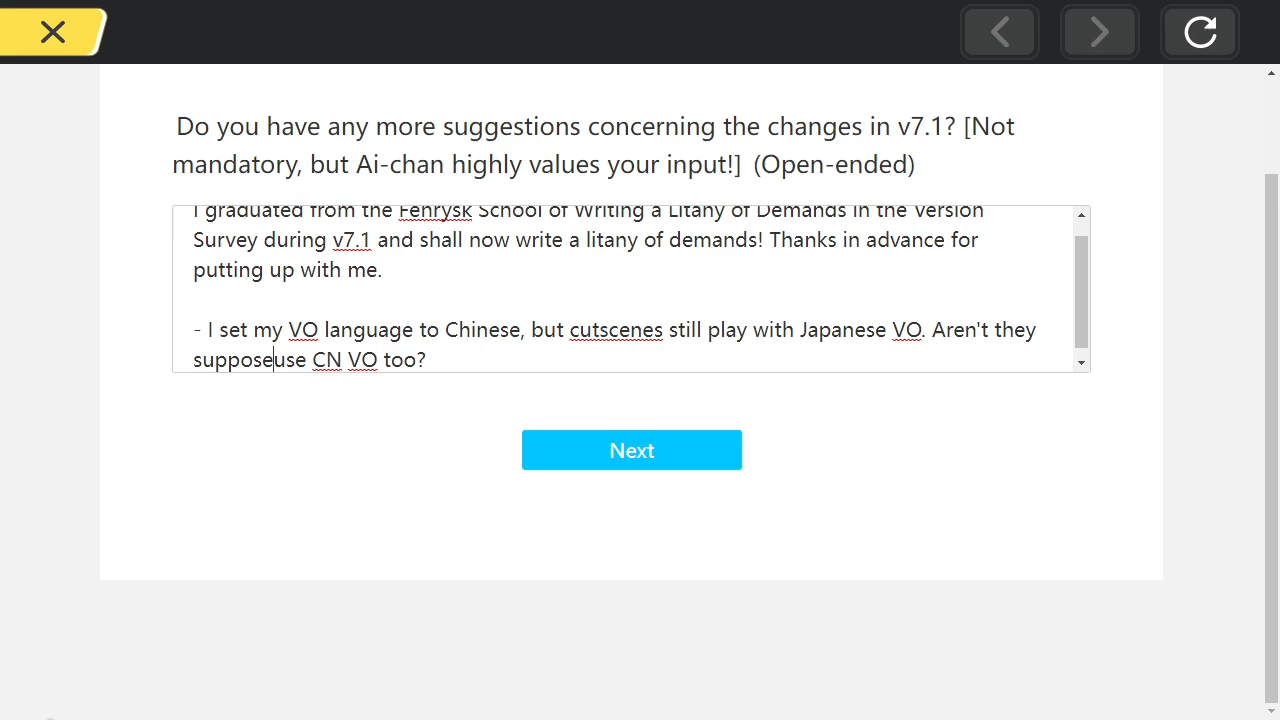 Do you have any more suggestions concerning the changes in v7.1? [Not
mandatory, but Ai-chan highly values your input!] (Open-ended)
I graduated from the Fenrysk School of Writing a Litany of Demands in the Version
Survey during v7.1 and shall now write a litany of demands! Thanks in advance for
putting up with me.
- I set my VO language to Chinese, but cutscenes still play with Japanese VO. Aren't they
supposeuse CN VO too?
Next